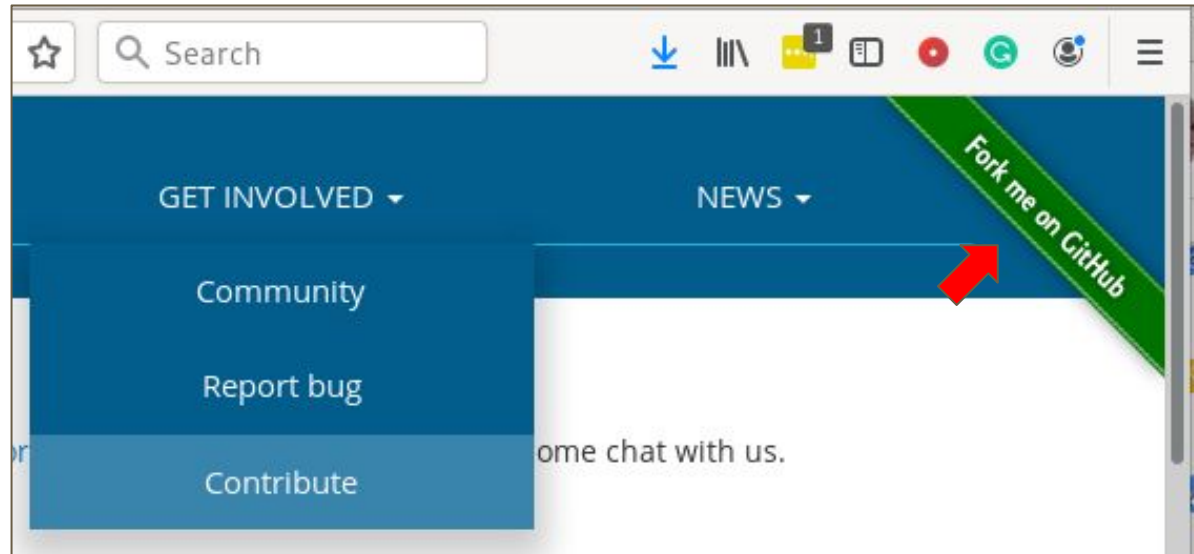 Search
1
GET INVOLVED
NEWS
Fork me on GitHub
Community
Report bug
Contribute
ome chat with us.